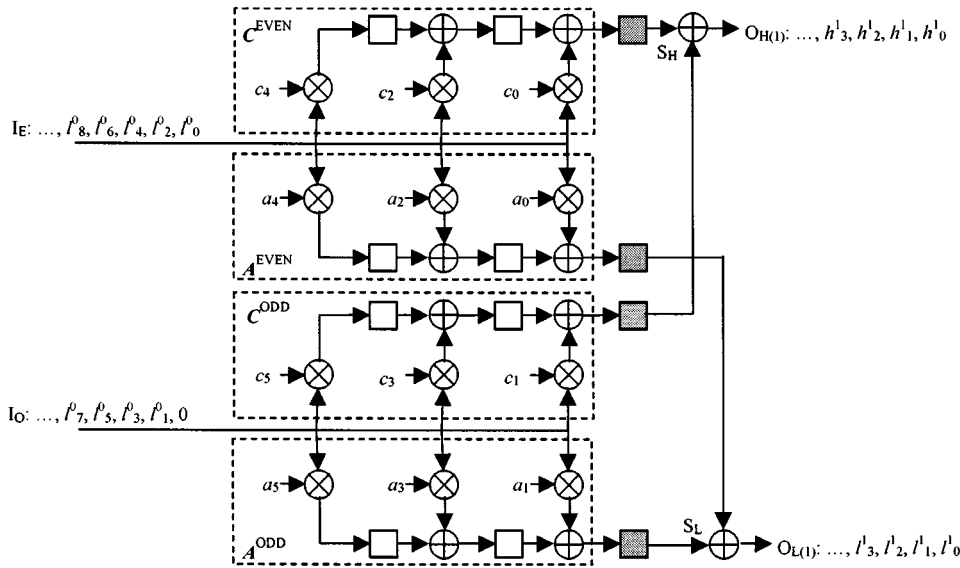 C^EVEN
S_H
O_H(1): ..., h^1_3, h^1_2, h^1_1, h^1_0
c_4 c_2 c_0
I_E: ..., l^0_8, l^0_6, l^0_4, l^0_2, l^0_0
a_4 a_2 a_0
A^EVEN
C^ODD
c_5 c_3 c_1
I_O: ..., l^0_7, l^0_5, l^0_3, l^0_1, 0
a_5 a_3 a_1
A^ODD
S_L
O_L(1): ..., l^1_3, l^1_2, l^1_1, l^1_0